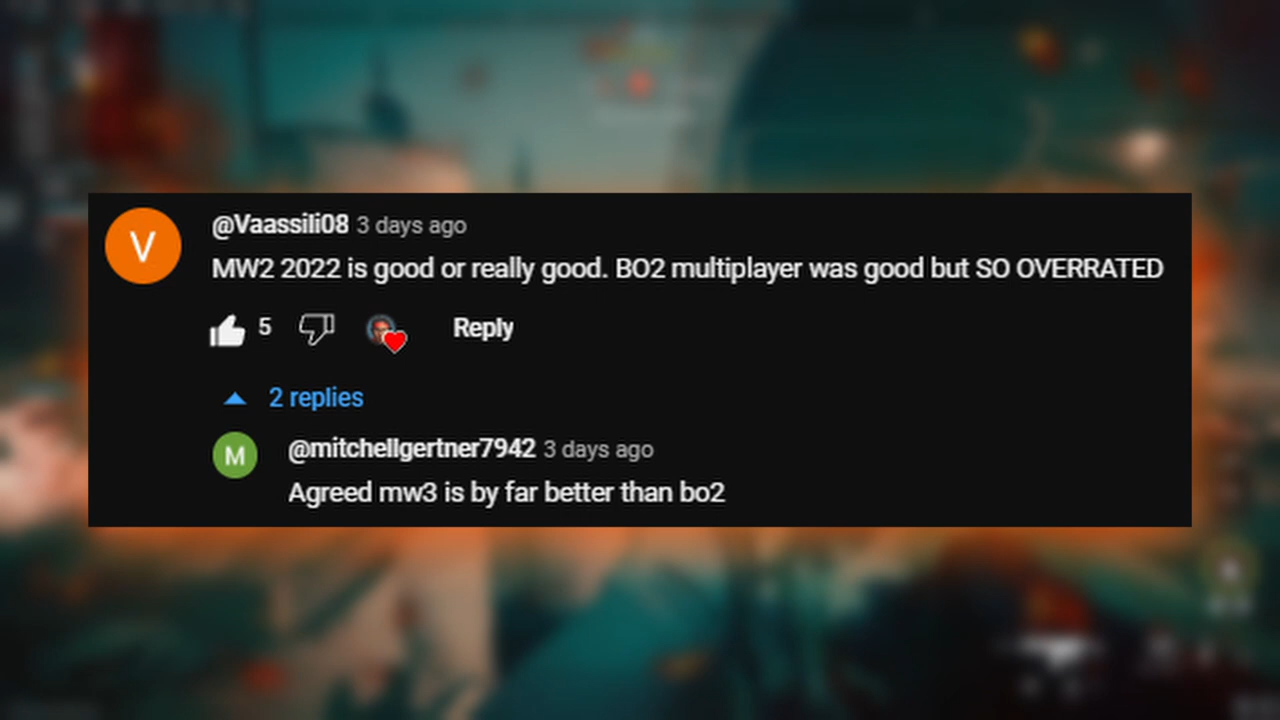 V
@Vaassili08 3 days ago
MW2 2022 is good or really good. BO2 multiplayer was good but SO OVERRATED
5
Reply
2 replies
M
@mitchellgertner7942 3 days ago
Agreed mw3 is by far better than bo2